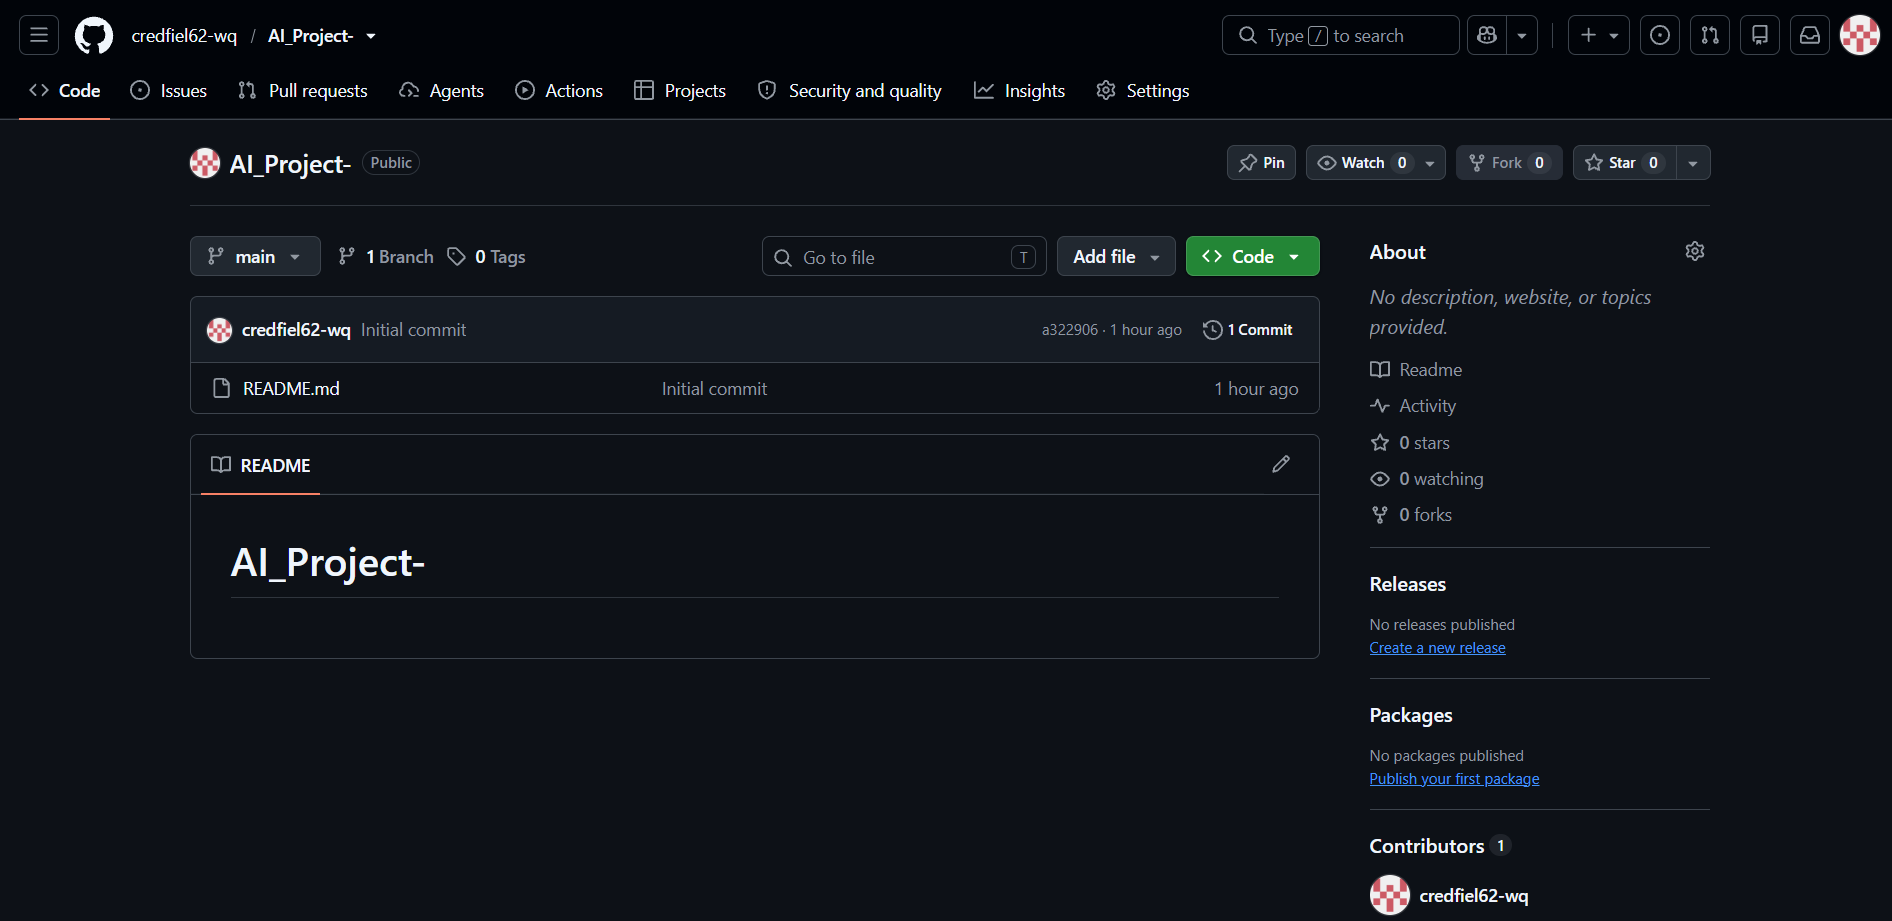 credfiel62-wq / AI_Project-
Type / to search
Code Issues Pull requests Agents Actions Projects Security and quality Insights Settings
AI_Project- Public
Pin Watch 0 Fork 0 Star 0
main 1 Branch 0 Tags
Go to file T Add file Code
credfiel62-wq Initial commit a322906 · 1 hour ago 1 Commit
README.md Initial commit 1 hour ago
README
AI_Project-
About
No description, website, or topics
provided.
Readme
Activity
0 stars
0 watching
0 forks
Releases
No releases published
Create a new release
Packages
No packages published
Publish your first package
Contributors 1
credfiel62-wq